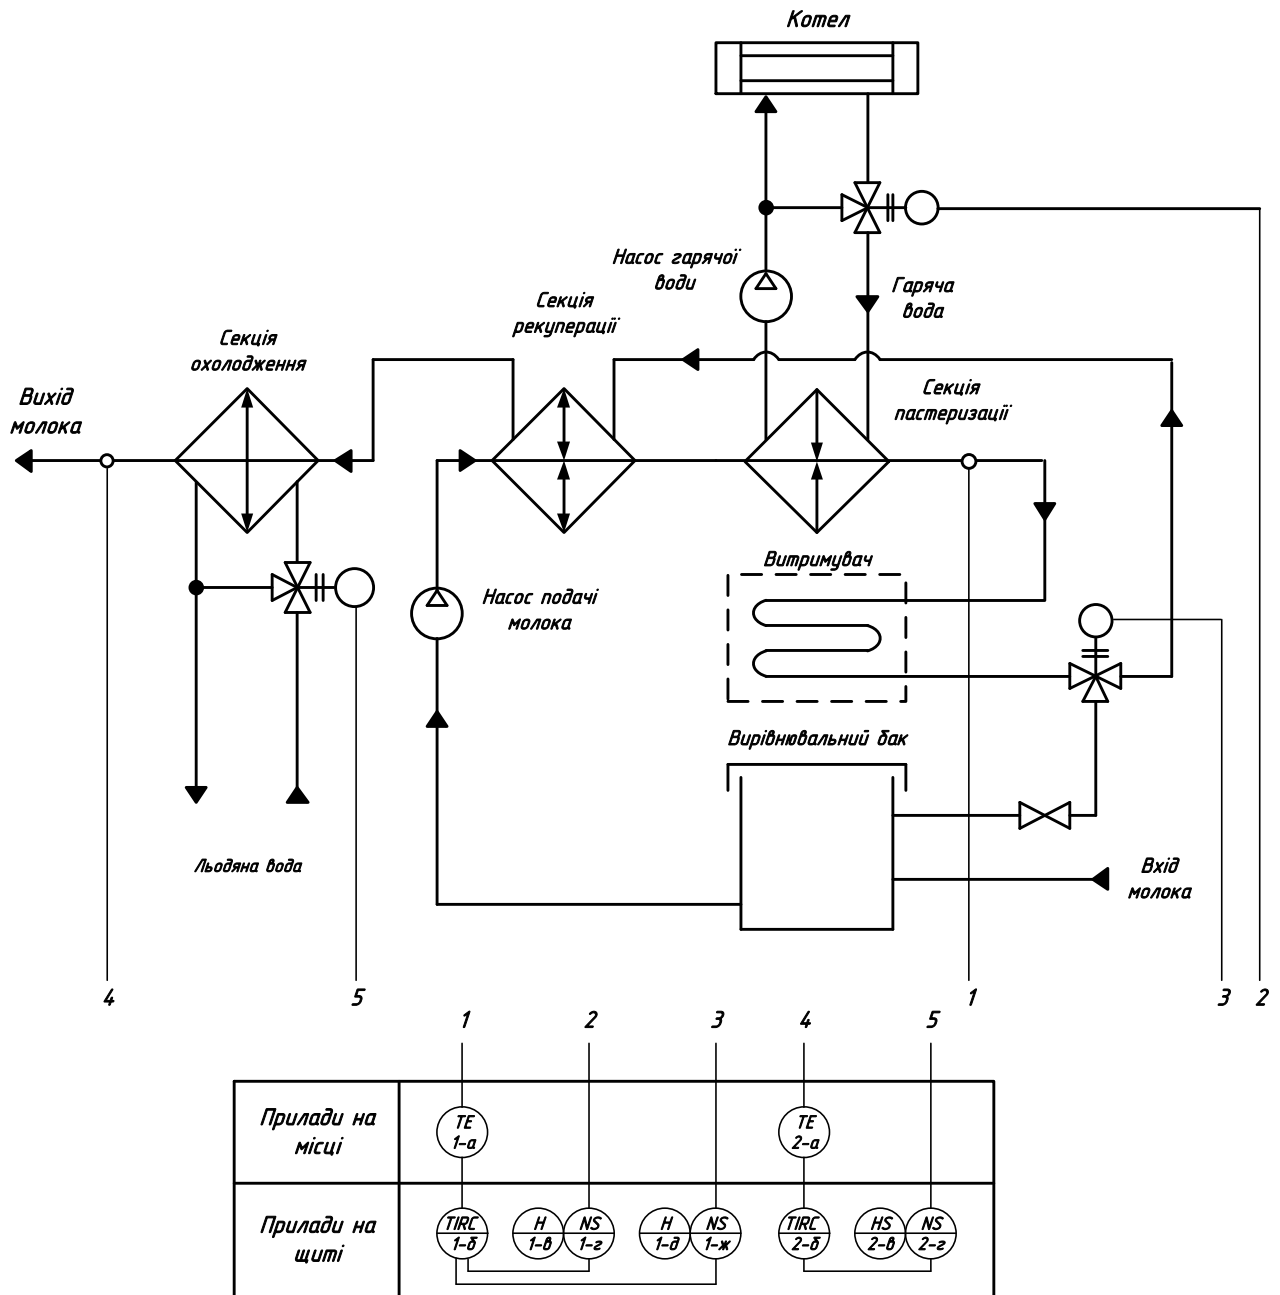 Котел
Насос гарячої
води
Гаряча
вода
Секція
рекуперації
Секція
охолодження
Секція
пастеризації
Вихід
молока
Витримувач
Насос подачі
молока
Вирівнювальний бак
Льодяна вода
Вхід
молока
4
5
1
3
2
1
2
3
4
5
Прилади на
місці
TE
1-а
TE
2-а
Прилади на
щиті
TIRC
1-б
H
1-в
NS
1-г
H
1-д
NS
1-ж
TIRC
2-б
HS
2-в
NS
2-г